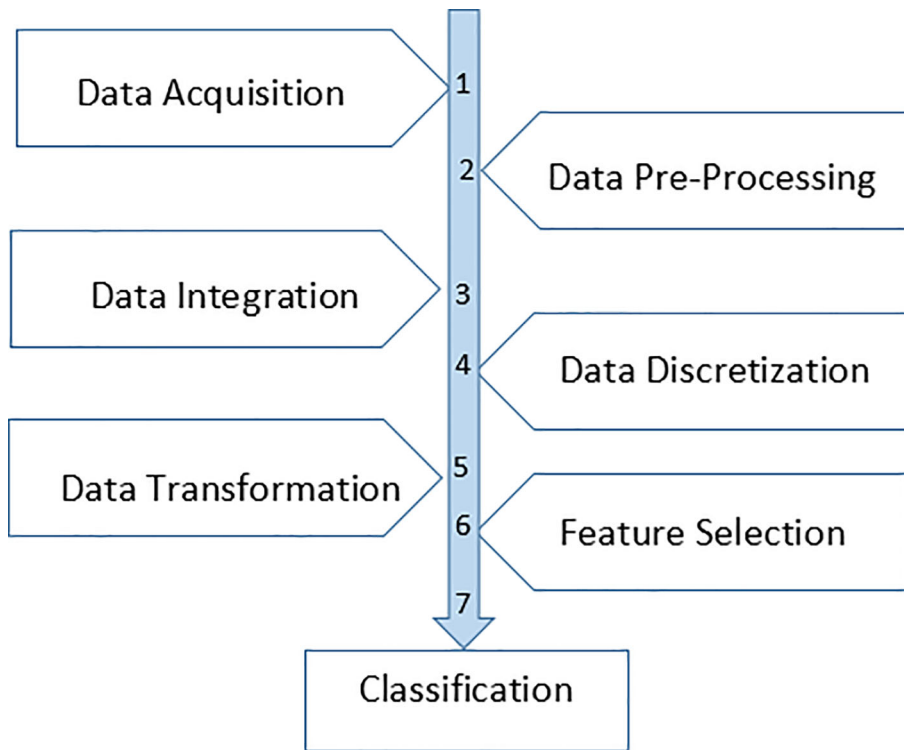 1
Data Acquisition
2
Data Pre-Processing
3
Data Integration
4
Data Discretization
5
Data Transformation
6
Feature Selection
7
Classification